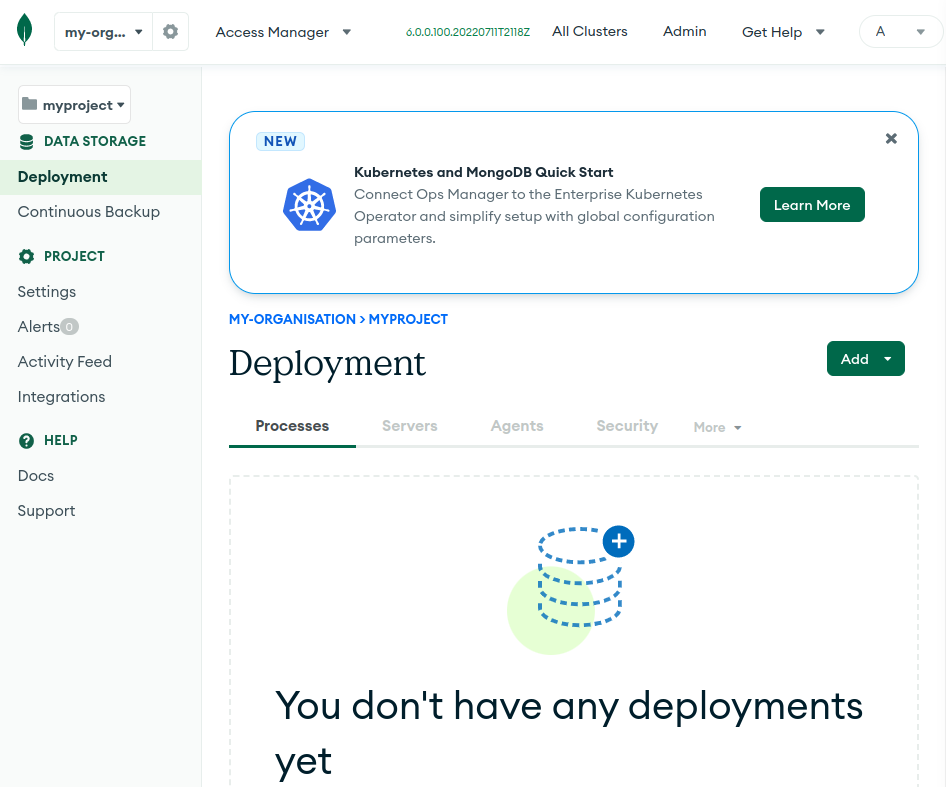 my-org...
Access Manager
6.0.0.100.20220711T2118Z
All Clusters
Admin
Get Help
A
myproject
DATA STORAGE
Deployment
Continuous Backup
PROJECT
Settings
Alerts 0
Activity Feed
Integrations
HELP
Docs
Support
NEW
Kubernetes and MongoDB Quick Start
Connect Ops Manager to the Enterprise Kubernetes
Operator and simplify setup with global configuration
parameters.
Learn More
MY-ORGANISATION > MYPROJECT
Deployment
Add
Processes
Servers
Agents
Security
More
You don't have any deployments
yet